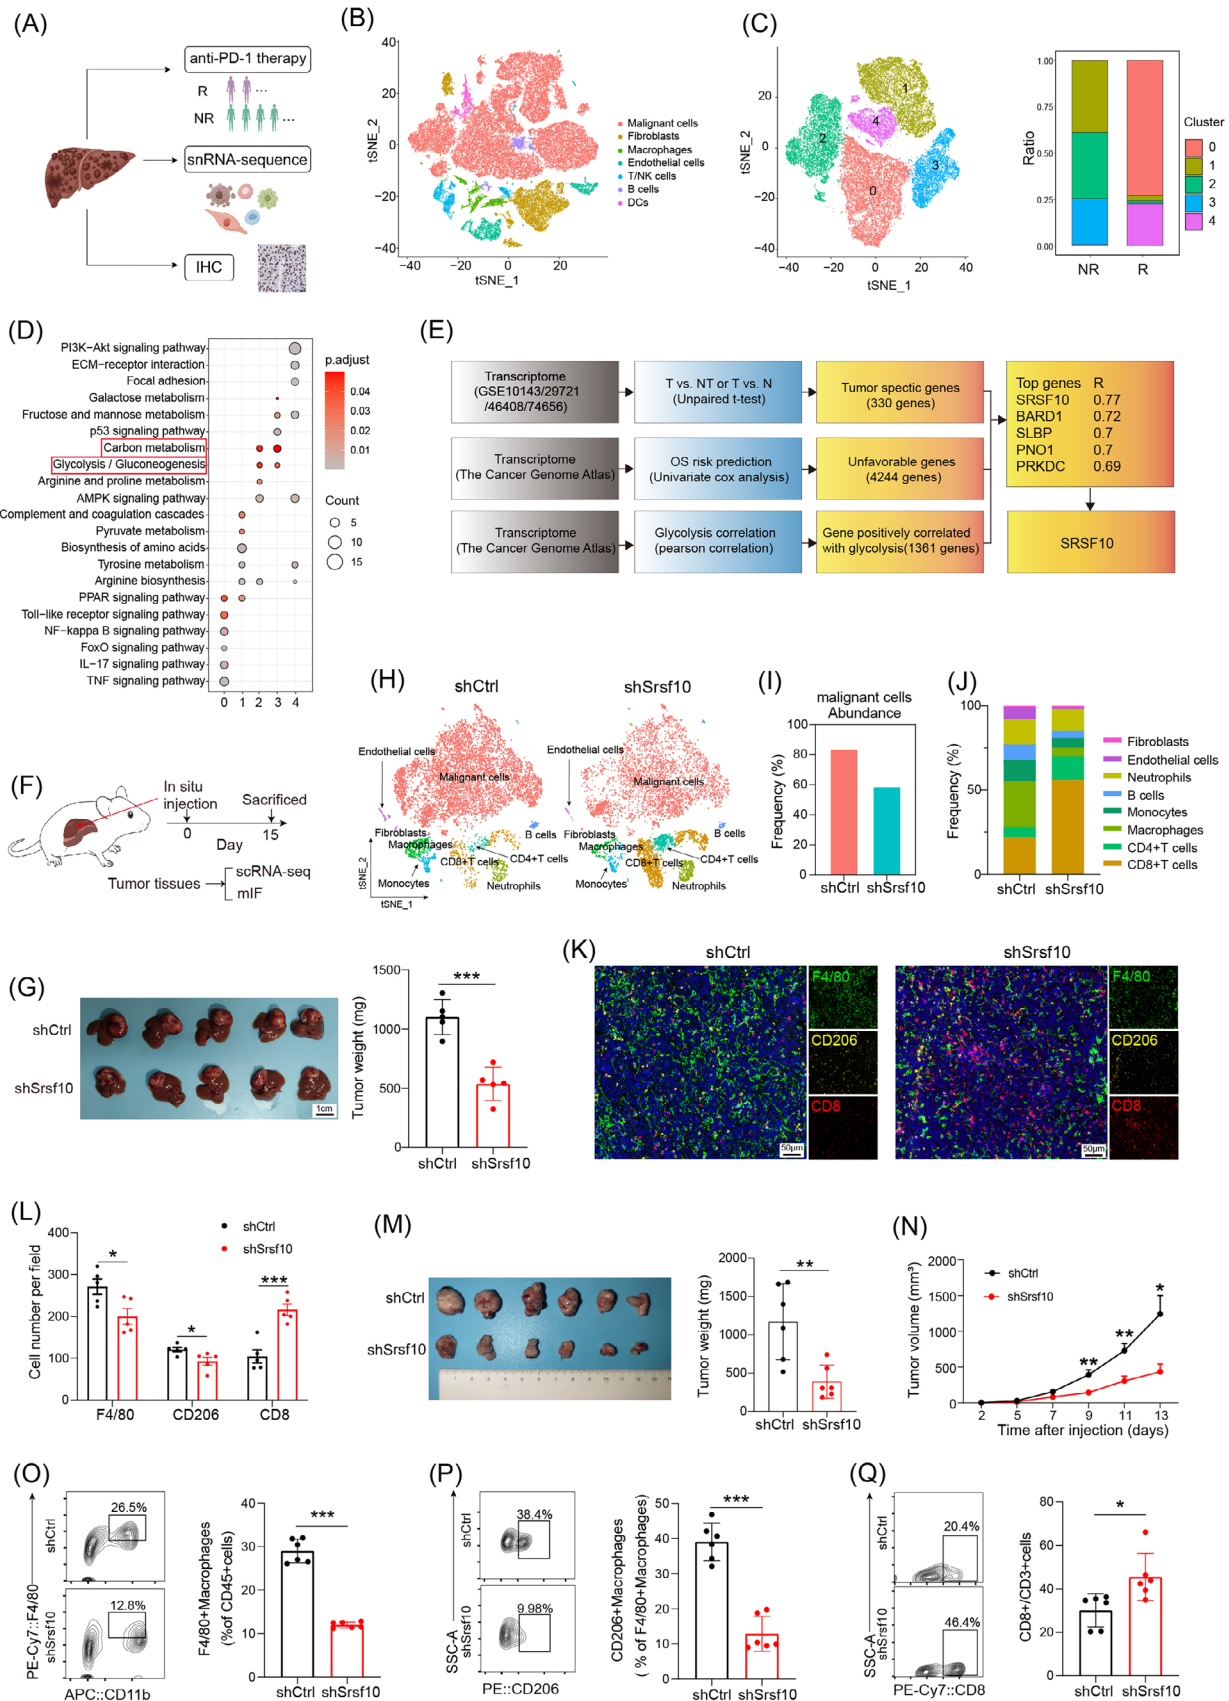 (A)
anti-PD-1 therapy
R
...
NR
...
snRNA-sequence
IHC
(B)
tSNE_2
40
20
0
−20
−40
−40
−20
0
20
tSNE_1
Malignant cells
Fibroblasts
Macrophages
Endothelial cells
T/NK cells
B cells
DCs
(C)
tSNE_2
20
0
−20
−40
1
4
2
3
0
−40
−20
0
20
40
tSNE_1
Ratio
1.00
0.75
0.50
0.25
0.00
NR
R
Cluster
0
1
2
3
4
(D)
PI3K−Akt signaling pathway
ECM−receptor interaction
Focal adhesion
Galactose metabolism
Fructose and mannose metabolism
p53 signaling pathway
Carbon metabolism
Glycolysis / Gluconeogenesis
Arginine and proline metabolism
AMPK signaling pathway
Complement and coagulation cascades
Pyruvate metabolism
Biosynthesis of amino acids
Tyrosine metabolism
Arginine biosynthesis
PPAR signaling pathway
Toll−like receptor signaling pathway
NF−kappa B signaling pathway
FoxO signaling pathway
IL−17 signaling pathway
TNF signaling pathway
0 1 2 3 4
p.adjust
0.04
0.03
0.02
0.01
Count
5
10
15
(E)
Transcriptome
(GSE10143/29721
/46408/74656)
T vs. NT or T vs. N
(Unpaired t-test)
Tumor spectic genes
(330 genes)
Transcriptome
(The Cancer Genome Atlas)
OS risk prediction
(Univariate cox analysis)
Unfavorable genes
(4244 genes)
Transcriptome
(The Cancer Genome Atlas)
Glycolysis correlation
(pearson correlation)
Gene positively correlated
with glycolysis(1361 genes)
Top genes R
SRSF10 0.77
BARD1 0.72
SLBP 0.7
PNO1 0.7
PRKDC 0.69
SRSF10
(F)
In situ
injection
Sacrificed
0
15
Day
Tumor tissues
scRNA-seq
mIF
(H)
shCtrl
shSrsf10
Endothelial cells
Malignant cells
Fibroblasts
Macrophages
B cells
CD8+T cells
CD4+T cells
Monocytes
Neutrophils
tSNE_2
tSNE_1
Endothelial cells
Malignant cells
Fibroblasts
Macrophages
B cells
CD8+T cells
CD4+T cells
Monocytes
Neutrophils
(I)
malignant cells
Abundance
Frequency (%)
100
80
60
40
20
0
shCtrl shSrsf10
(J)
Frequency (%)
100
50
0
shCtrl shSrsf10
Fibroblasts
Endothelial cells
Neutrophils
B cells
Monocytes
Macrophages
CD4+T cells
CD8+T cells
(G)
shCtrl
shSrsf10
1cm
Tumor weight (mg)
1500
1000
500
0
***
shCtrl shSrsf10
(K)
shCtrl
shSrsf10
F4/80
CD206
CD8
50μm
F4/80
CD206
CD8
50μm
(L)
shCtrl
shSrsf10
Cell number per field
400
300
200
100
0
*
*
***
F4/80 CD206 CD8
(M)
shCtrl
shSrsf10
Tumor weight (mg)
2000
1500
1000
500
0
**
shCtrl shSrsf10
(N)
Tumor volume (mm³)
2000
1500
1000
500
0
shCtrl
shSrsf10
**
**
*
2 5 7 9 11 13
Time after injection (days)
(O)
PE-Cy7::F4/80
shCtrl
26.5%
shSrsf10
12.8%
APC::CD11b
F4/80+Macrophages
(%of CD45+cells)
40
30
20
10
0
***
shCtrl shSrsf10
(P)
SSC-A
shCtrl
38.4%
shSrsf10
9.98%
PE::CD206
CD206+Macrophages
( % of F4/80+Macrophages)
50
40
30
20
10
0
***
shCtrl shSrsf10
(Q)
SSC-A
shCtrl
20.4%
shSrsf10
46.4%
PE-Cy7::CD8
CD8+/CD3+cells
80
60
40
20
0
*
shCtrl shSrsf10